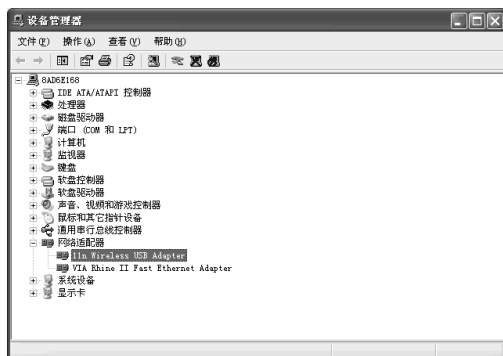 设备管理器
文件(F) 操作(A) 查看(V) 帮助(H)
8AD6E168
IDE ATA/ATAPI 控制器
处理器
磁盘驱动器
端口 (COM 和 LPT)
计算机
监视器
键盘
软盘控制器
软盘驱动器
声音、视频和游戏控制器
鼠标和其它指针设备
通用串行总线控制器
网络适配器
11n Wireless USB Adapter
VIA Rhine II Fast Ethernet Adapter
系统设备
显示卡